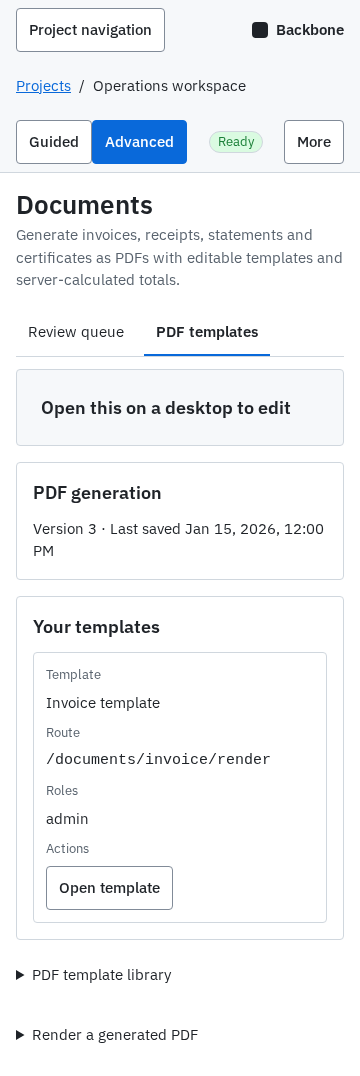 Project navigation
Backbone
Projects / Operations workspace
Guided
Advanced
Ready
More
Documents
Generate invoices, receipts, statements and
certificates as PDFs with editable templates and
server-calculated totals.
Review queue
PDF templates
Open this on a desktop to edit
PDF generation
Version 3 · Last saved Jan 15, 2026, 12:00
PM
Your templates
Template
Invoice template
Route
/documents/invoice/render
Roles
admin
Actions
Open template
PDF template library
Render a generated PDF